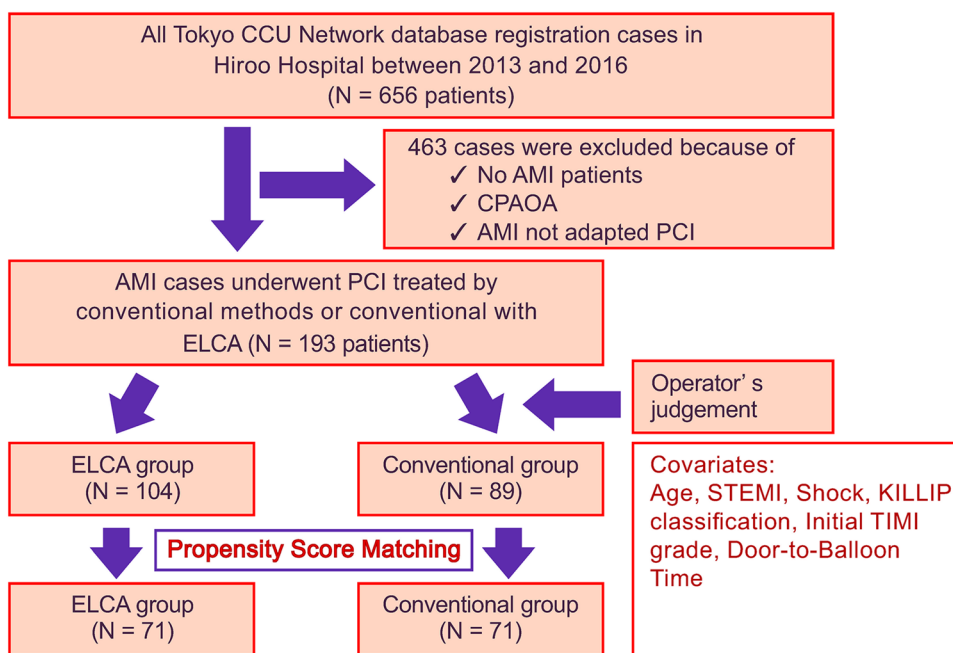 All Tokyo CCU Network database registration cases in
Hiroo Hospital between 2013 and 2016
(N = 656 patients)
463 cases were excluded because of
✓ No AMI patients
✓ CPAOA
✓ AMI not adapted PCI
AMI cases underwent PCI treated by
conventional methods or conventional with
ELCA (N = 193 patients)
Operator’ s
judgement
ELCA group
(N = 104)
Conventional group
(N = 89)
Covariates:
Age, STEMI, Shock, KILLIP
classification, Initial TIMI
grade, Door-to-Balloon
Time
Propensity Score Matching
ELCA group
(N = 71)
Conventional group
(N = 71)